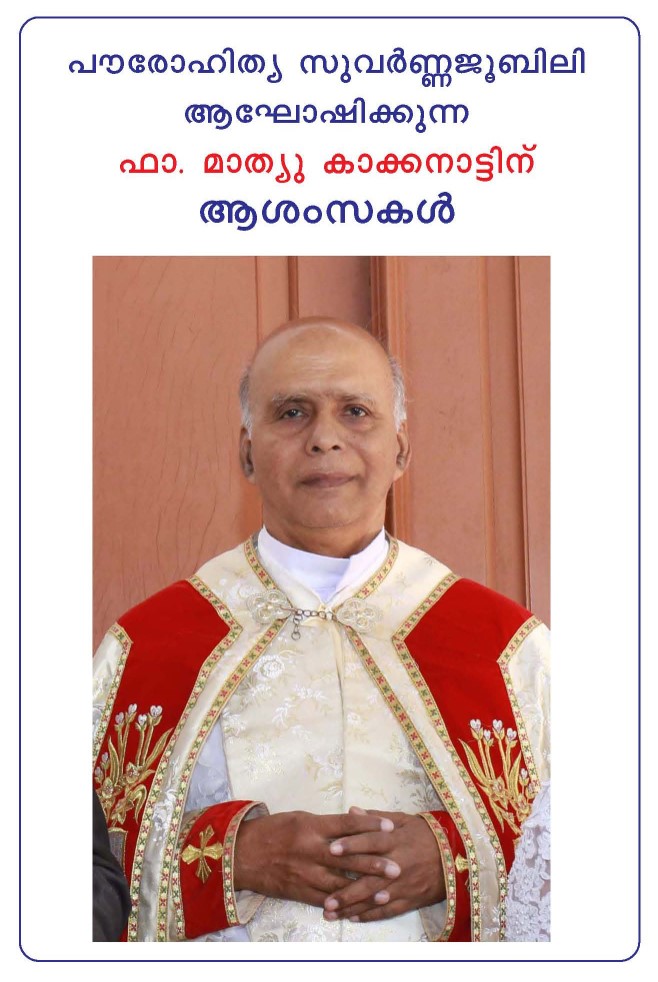 പൗരോഹിത്യ സുവർണ്ണജൂബിലി
ആഘോഷിക്കുന്ന
ഫാ. മാത്യു കാക്കനാട്ടിന്
ആശംസകൾ